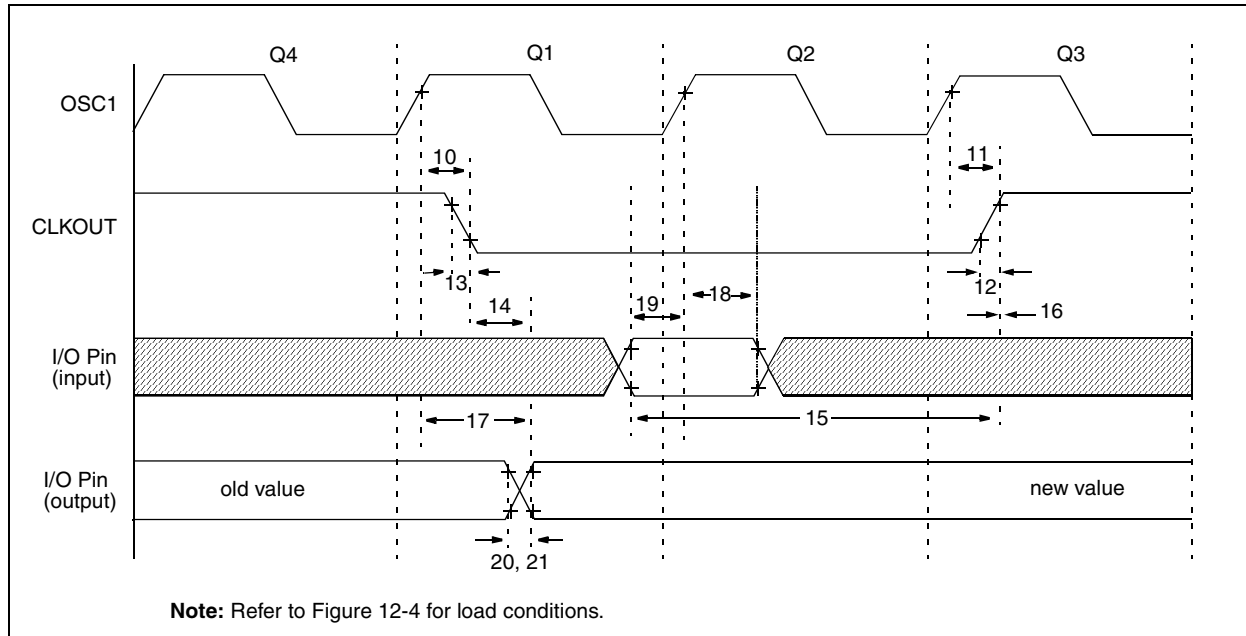 Q4 Q1 Q2 Q3
OSC1
10 11
CLKOUT
13 12
19 18
14 16
I/O Pin
(input)
17 15
I/O Pin
(output)
old value new value
20, 21
Note: Refer to Figure 12-4 for load conditions.